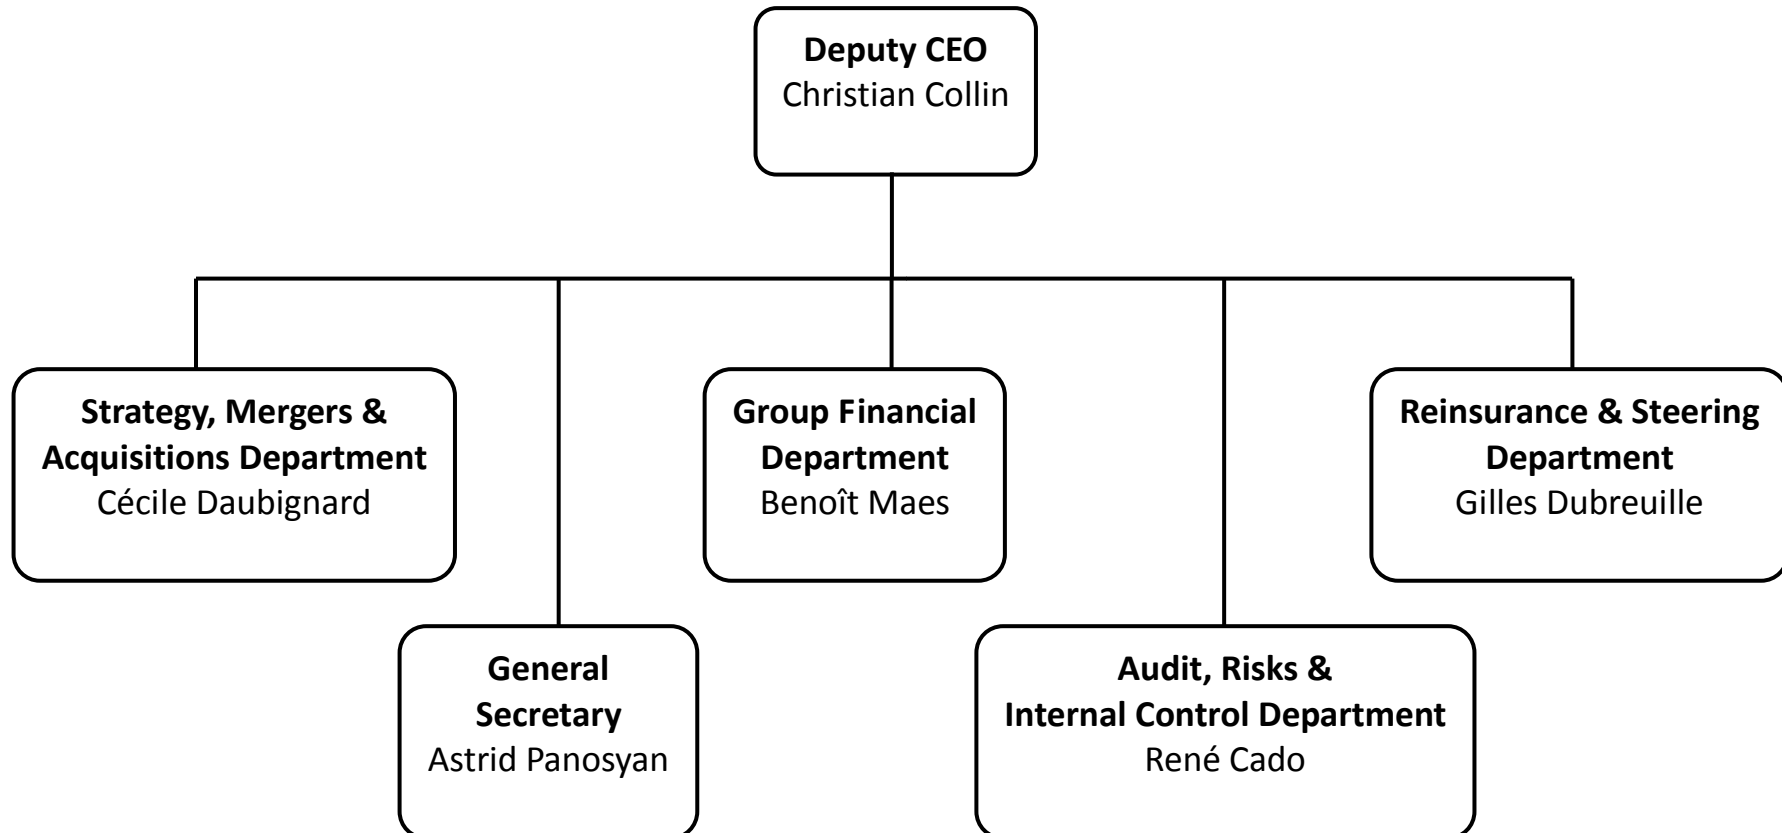 Deputy CEO
Christian Collin
Strategy, Mergers &
Acquisitions Department
Cécile Daubignard
Group Financial
Department
Benoît Maes
Reinsurance & Steering
Department
Gilles Dubreuille
General
Secretary
Astrid Panosyan
Audit, Risks &
Internal Control Department
René Cado